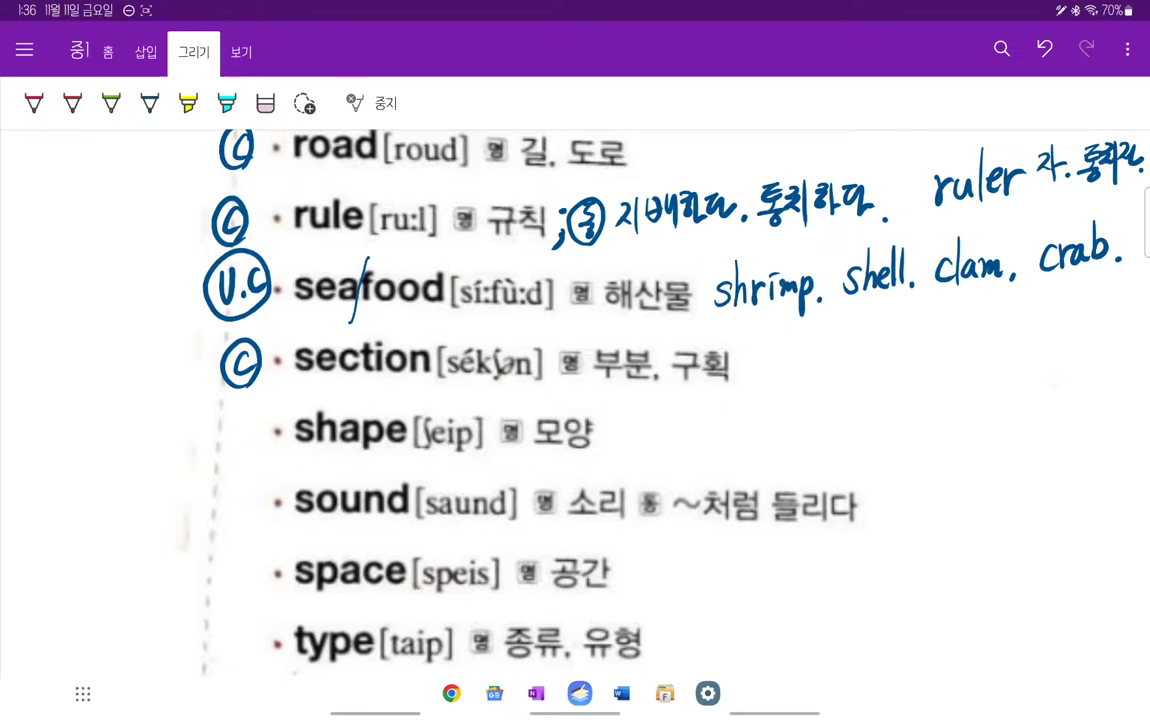 1:36 11월 11일 금요일 70%
중1 홈 삽입 그리기 보기
중지
C · road [roud] 명 길, 도로
ruler 자. 통치자.
C · rule [ru:l] 명 규칙 ; 동 지배한다. 통치하다.
U.C · seafood [síːfùːd] 명 해산물 shrimp. shell. clam. crab.
C · section [sékʃən] 명 부분, 구획
· shape [ʃeip] 명 모양
· sound [saund] 명 소리 동 ～처럼 들리다
· space [speis] 명 공간
· type [taip] 명 종류, 유형